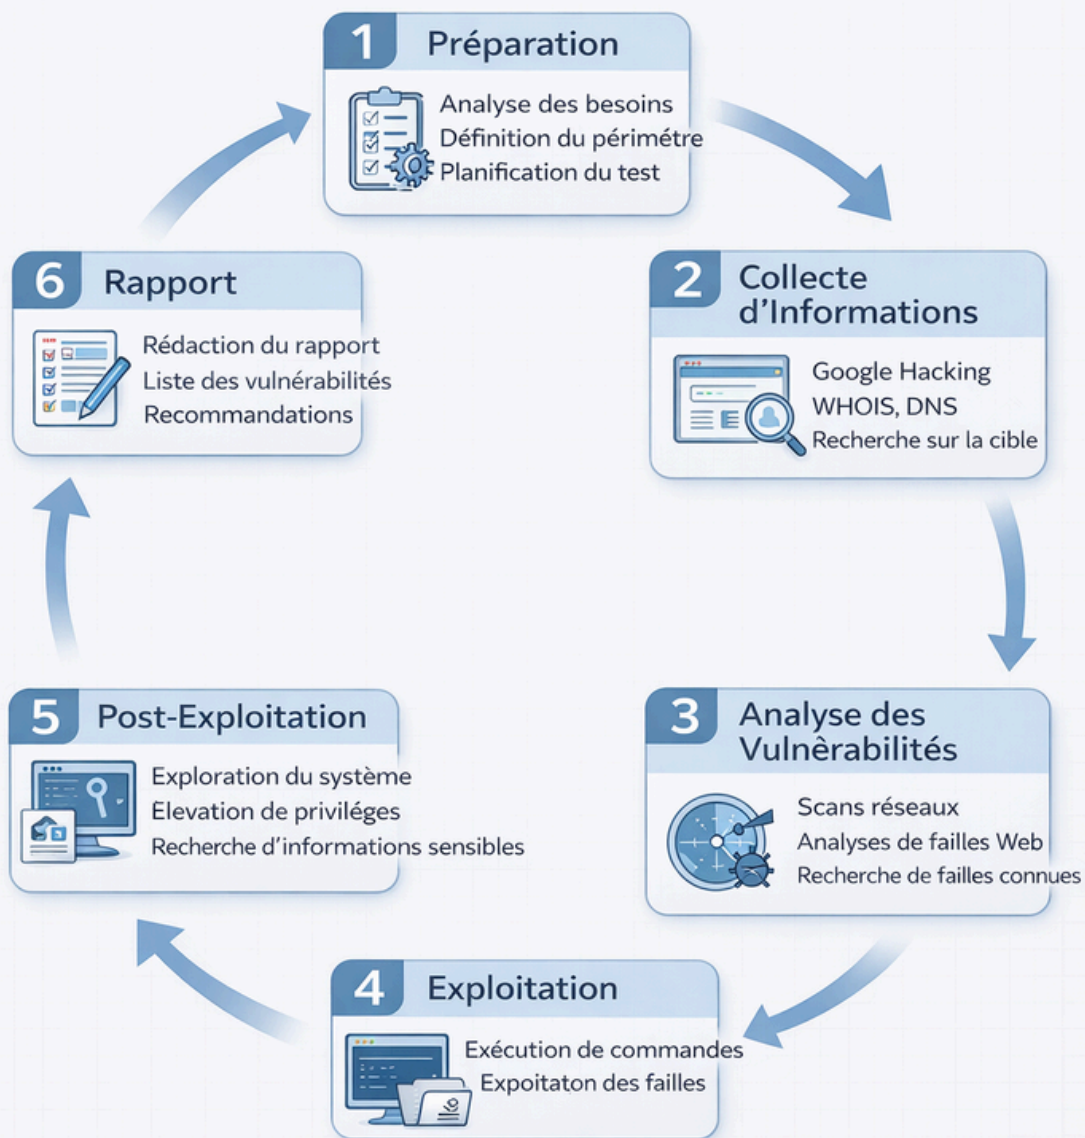 1
Préparation
Analyse des besoins
Définition du périmétre
Planification du test
2
Collecte
d'Informations
Google Hacking
WHOIS, DNS
Recherche sur la cible
3
Analyse des
Vulnèrabilités
Scans réseaux
Analyses de failles Web
Recherche de failles connues
4
Exploitation
Exécution de commandes
Expoitaton des failles
5
Post-Exploitation
Exploration du système
Elevation de priviléges
Recherche d'informations sensibles
6
Rapport
Rédaction du rapport
Liste des vulnérabilités
Recommandations